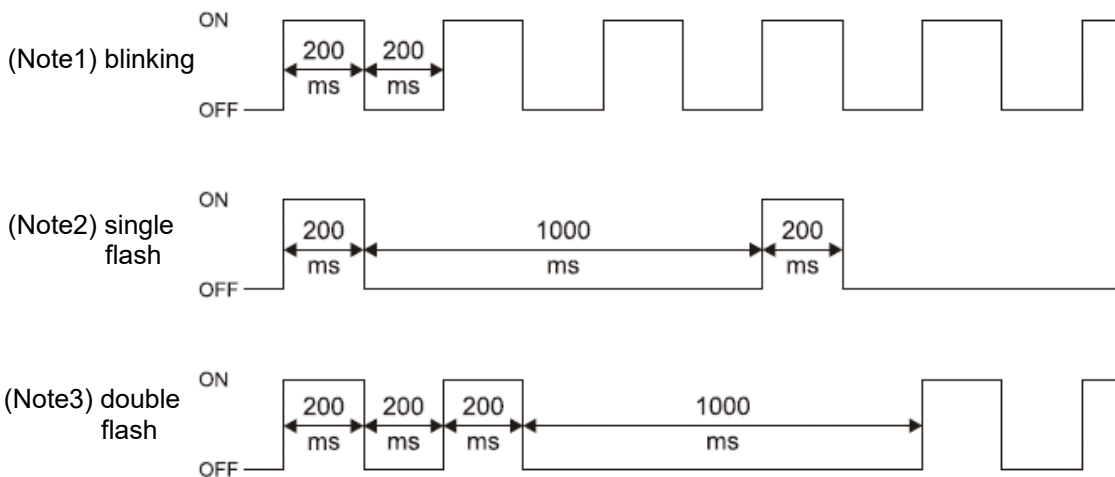 ON
(Note1) blinking
200 200
ms ms
OFF
ON
(Note2) single
flash
200 1000 200
ms ms ms
OFF
ON
(Note3) double
flash
200 200 200 1000
ms ms ms ms
OFF